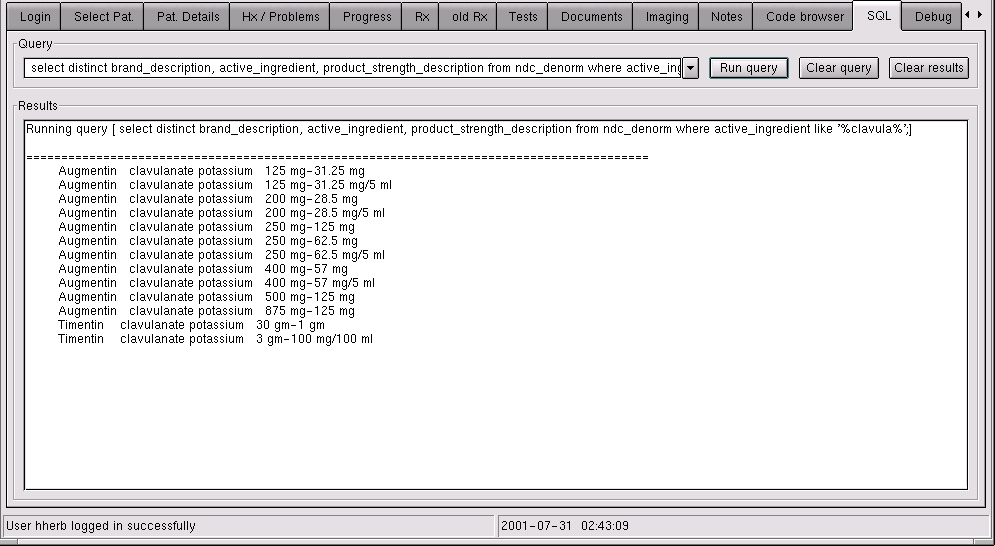 Login Select Pat. Pat. Details Hx / Problems Progress Rx old Rx Tests Documents Imaging Notes Code browser SQL Debug
Query
select distinct brand_description, active_ingredient, product_strength_description from ndc_denorm where active_ing Run query Clear query Clear results
Results
Running query [ select distinct brand_description, active_ingredient, product_strength_description from ndc_denorm where active_ingredient like '%clavula%';]
=========================================================================================
Augmentin clavulanate potassium 125 mg-31.25 mg
Augmentin clavulanate potassium 125 mg-31.25 mg/5 ml
Augmentin clavulanate potassium 200 mg-28.5 mg
Augmentin clavulanate potassium 200 mg-28.5 mg/5 ml
Augmentin clavulanate potassium 250 mg-125 mg
Augmentin clavulanate potassium 250 mg-62.5 mg
Augmentin clavulanate potassium 250 mg-62.5 mg/5 ml
Augmentin clavulanate potassium 400 mg-57 mg
Augmentin clavulanate potassium 400 mg-57 mg/5 ml
Augmentin clavulanate potassium 500 mg-125 mg
Augmentin clavulanate potassium 875 mg-125 mg
Timentin clavulanate potassium 30 gm-1 gm
Timentin clavulanate potassium 3 gm-100 mg/100 ml
User hherb logged in successfully 2001-07-31 02:43:09